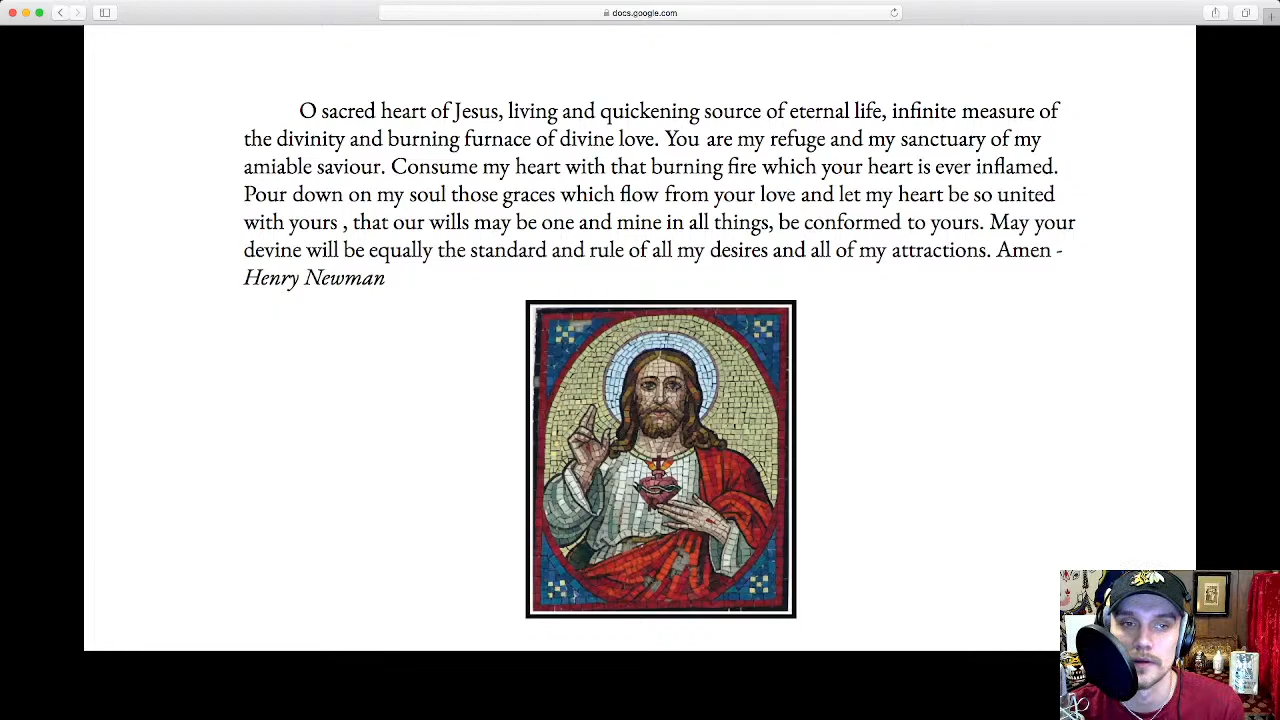 docs.google.com
O sacred heart of Jesus, living and quickening source of eternal life, infinite measure of
the divinity and burning furnace of divine love. You are my refuge and my sanctuary of my
amiable saviour. Consume my heart with that burning fire which your heart is ever inflamed.
Pour down on my soul those graces which flow from your love and let my heart be so united
with yours , that our wills may be one and mine in all things, be conformed to yours. May your
devine will be equally the standard and rule of all my desires and all of my attractions. Amen -
Henry Newman